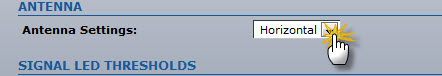 ANTENNA
Antenna Settings: Horizontal
SIGNAL LED THRESHOLDS